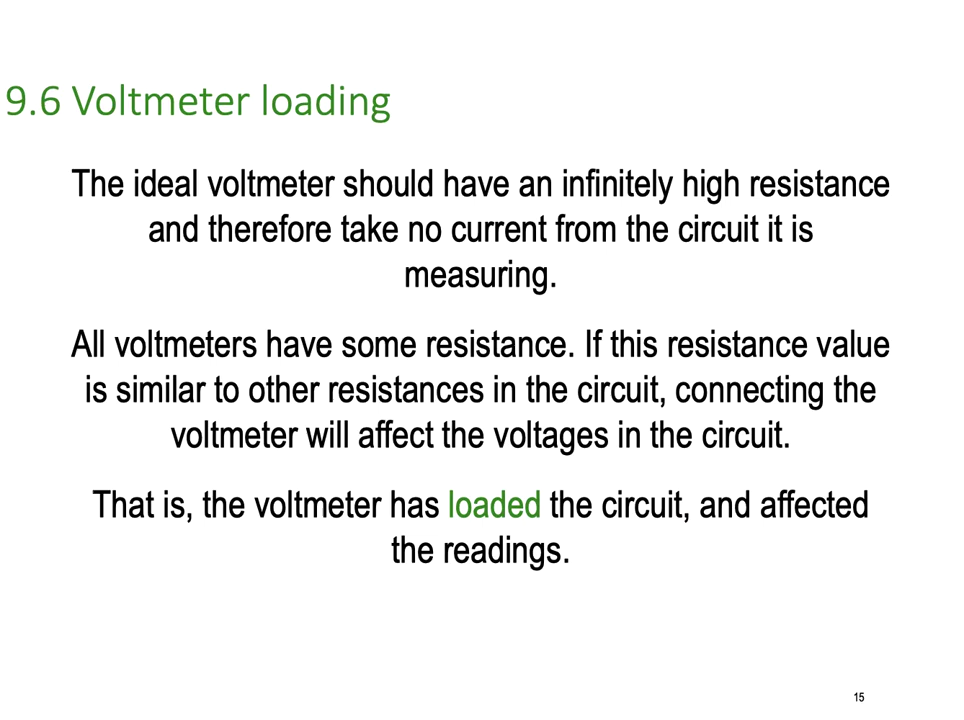 9.6 Voltmeter loading
The ideal voltmeter should have an infinitely high resistance
and therefore take no current from the circuit it is
measuring.
All voltmeters have some resistance. If this resistance value
is similar to other resistances in the circuit, connecting the
voltmeter will affect the voltages in the circuit.
That is, the voltmeter has loaded the circuit, and affected
the readings.
15